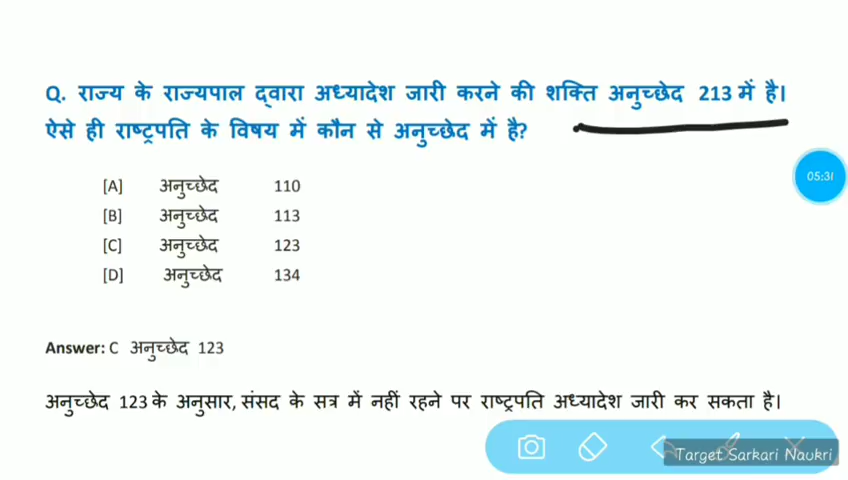 Q. राज्य के राज्यपाल द्वारा अध्यादेश जारी करने की शक्ति अनुच्छेद 213 में है।
ऐसे ही राष्ट्रपति के विषय में कौन से अनुच्छेद में है?
05:31
[A] अनुच्छेद 110
[B] अनुच्छेद 113
[C] अनुच्छेद 123
[D] अनुच्छेद 134
Answer: C अनुच्छेद 123
अनुच्छेद 123 के अनुसार, संसद के सत्र में नहीं रहने पर राष्ट्रपति अध्यादेश जारी कर सकता है।
Target Sarkari Naukri